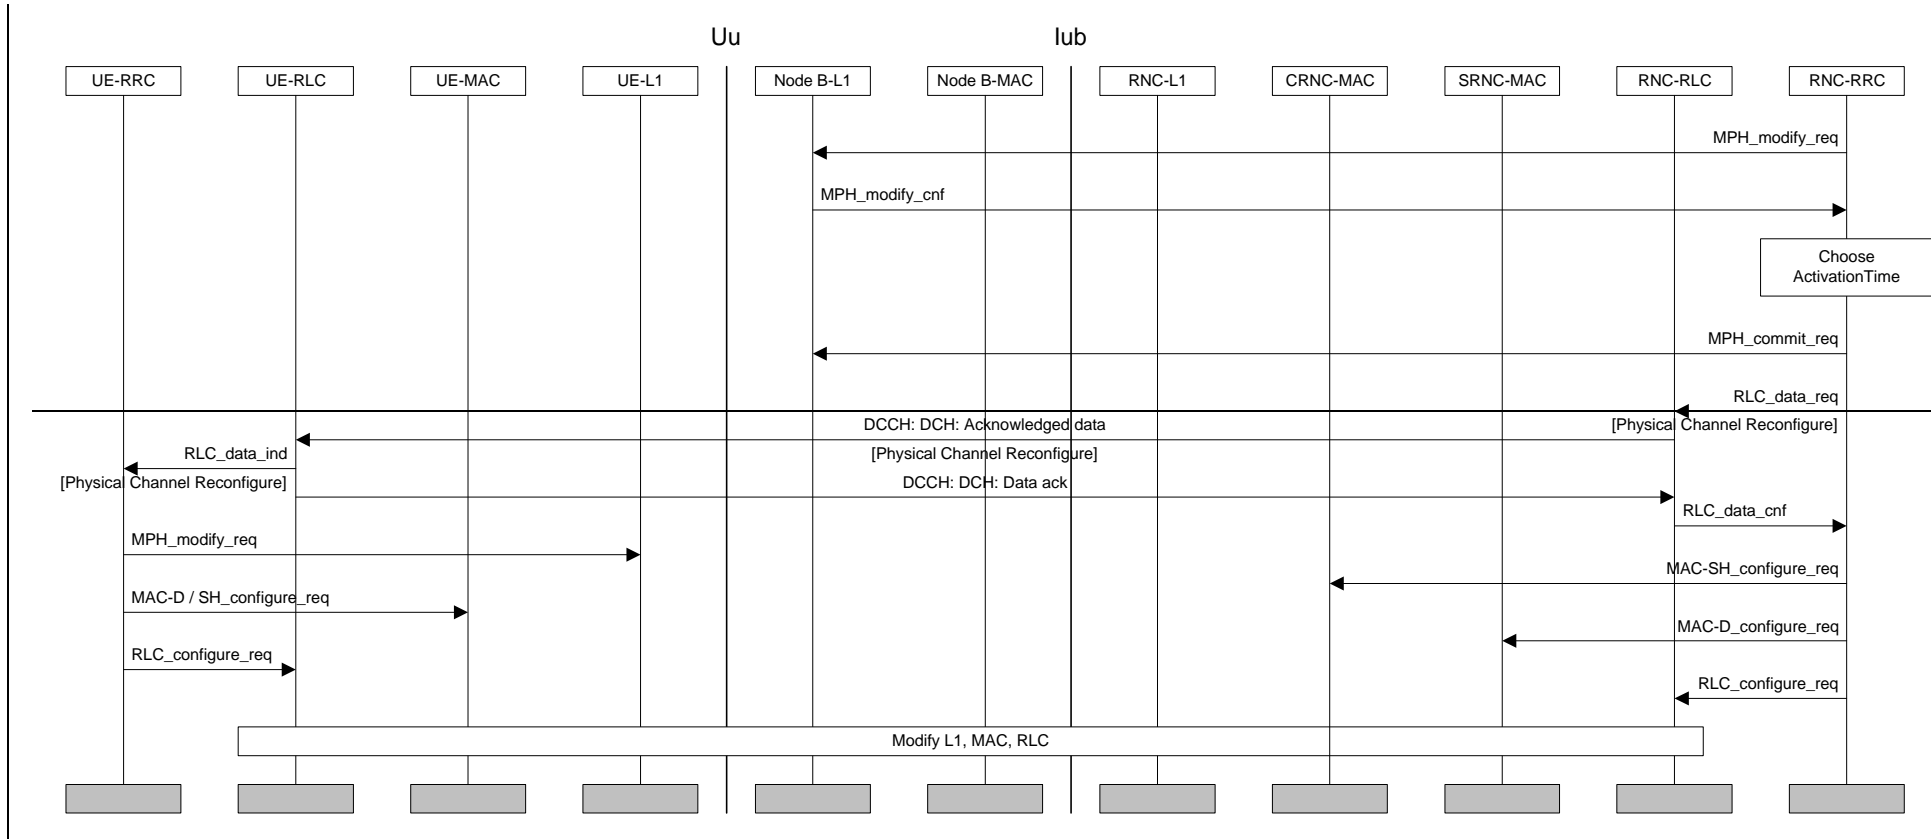 Uu
Iub
UE-RRC
UE-RLC
UE-MAC
UE-L1
Node B-L1
Node B-MAC
RNC-L1
CRNC-MAC
SRNC-MAC
RNC-RLC
RNC-RRC
MPH_modify_req
MPH_modify_cnf
Choose
ActivationTime
MPH_commit_req
RLC_data_req
DCCH: DCH: Acknowledged data
[Physical Channel Reconfigure]
RLC_data_ind
[Physical Channel Reconfigure]
[Physical Channel Reconfigure]
DCCH: DCH: Data ack
RLC_data_cnf
MPH_modify_req
MAC-SH_configure_req
MAC-D / SH_configure_req
MAC-D_configure_req
RLC_configure_req
RLC_configure_req
Modify L1, MAC, RLC